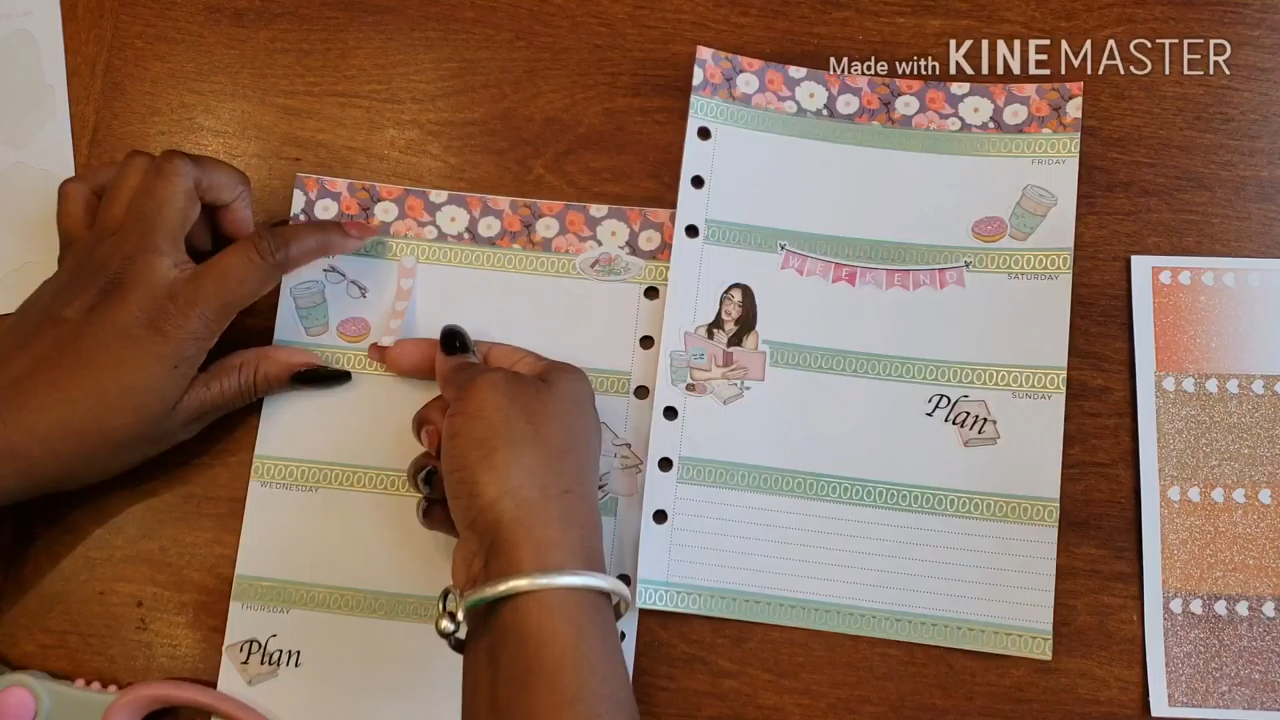 Made with KINEMASTER
FRIDAY
WEEKEND
SATURDAY
SUNDAY
Plan
WEDNESDAY
THURSDAY
Plan